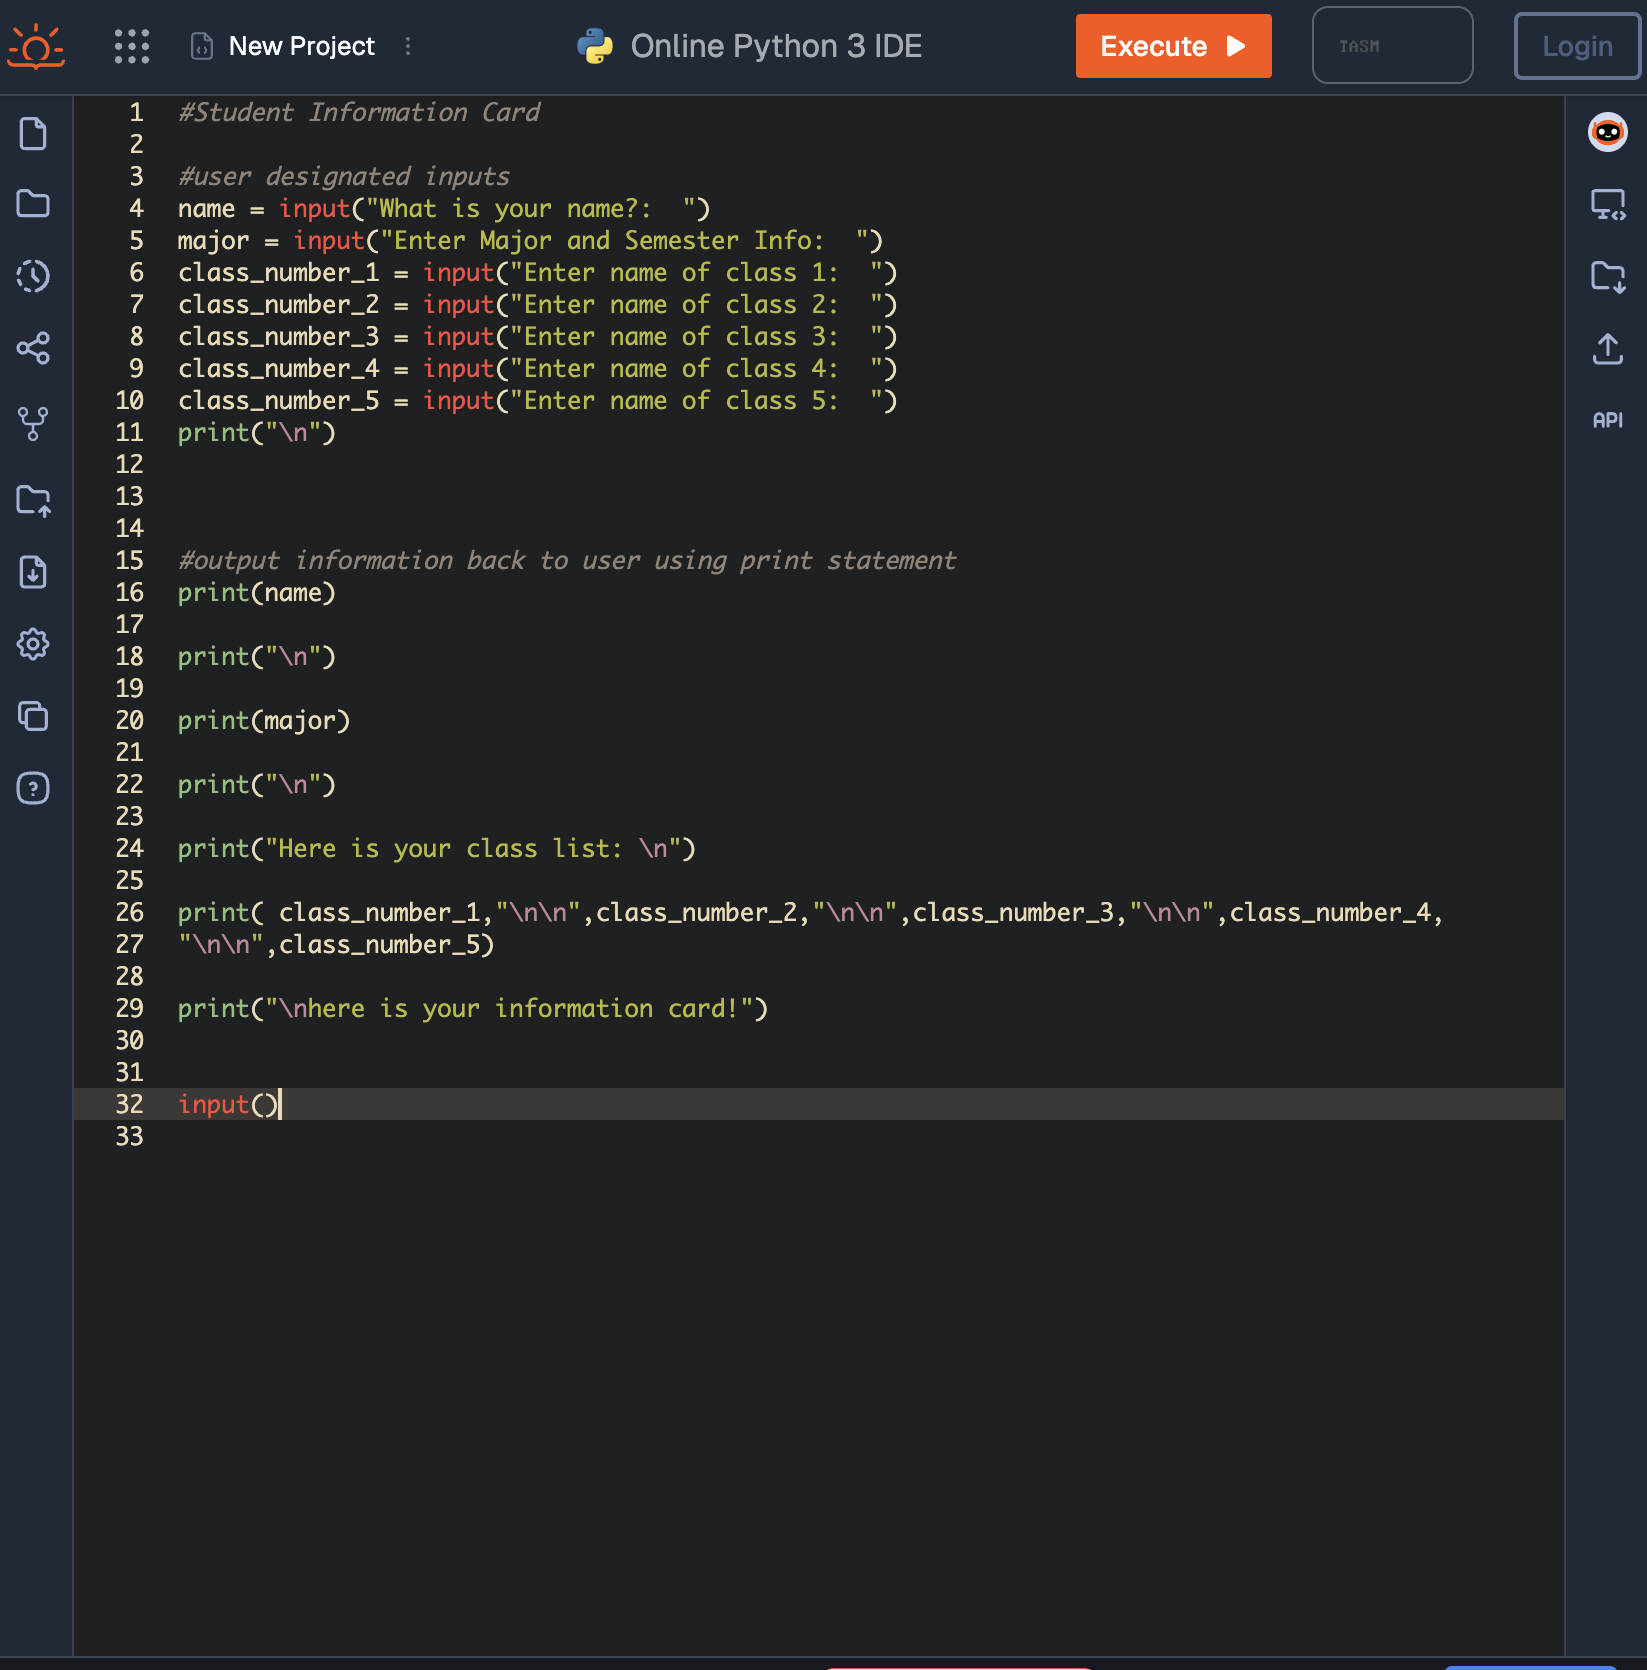 New Project
Online Python 3 IDE
Execute
TASM
Login
API
1 #Student Information Card
2
3 #user designated inputs
4 name = input("What is your name?:  ")
5 major = input("Enter Major and Semester Info:  ")
6 class_number_1 = input("Enter name of class 1:  ")
7 class_number_2 = input("Enter name of class 2:  ")
8 class_number_3 = input("Enter name of class 3:  ")
9 class_number_4 = input("Enter name of class 4:  ")
10 class_number_5 = input("Enter name of class 5:  ")
11 print("\n")
12
13
14
15 #output information back to user using print statement
16 print(name)
17
18 print("\n")
19
20 print(major)
21
22 print("\n")
23
24 print("Here is your class list: \n")
25
26 print( class_number_1,"\n\n",class_number_2,"\n\n",class_number_3,"\n\n",class_number_4,
27 "\n\n",class_number_5)
28
29 print("\nhere is your information card!")
30
31
32 input()
33